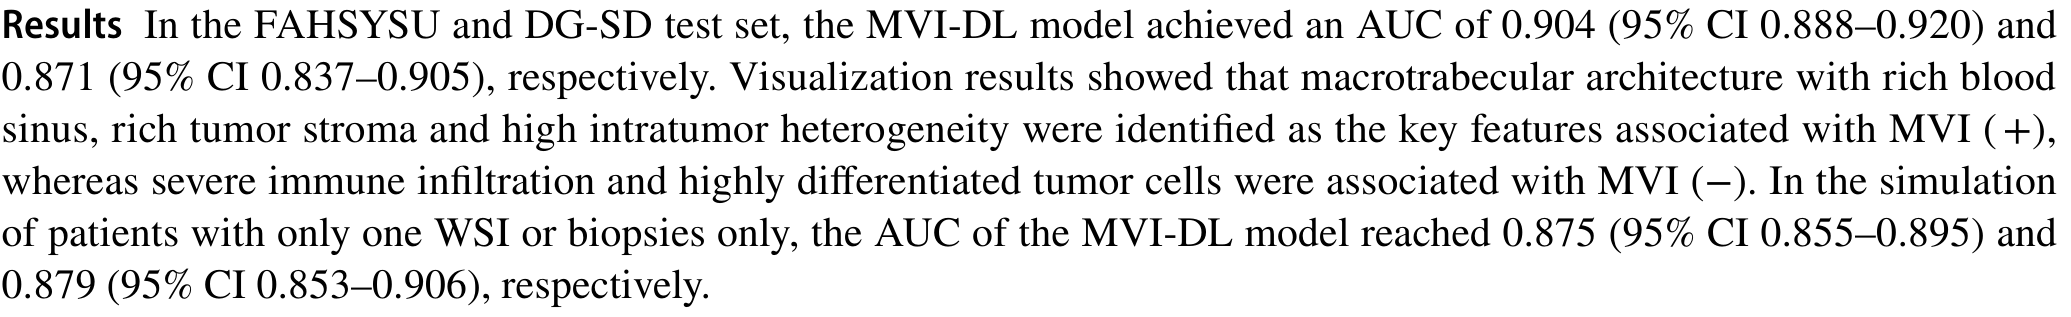 Results In the FAHSYSU and DG-SD test set, the MVI-DL model achieved an AUC of 0.904 (95% CI 0.888–0.920) and
0.871 (95% CI 0.837–0.905), respectively. Visualization results showed that macrotrabecular architecture with rich blood
sinus, rich tumor stroma and high intratumor heterogeneity were identified as the key features associated with MVI (+),
whereas severe immune infiltration and highly differentiated tumor cells were associated with MVI (−). In the simulation
of patients with only one WSI or biopsies only, the AUC of the MVI-DL model reached 0.875 (95% CI 0.855–0.895) and
0.879 (95% CI 0.853–0.906), respectively.